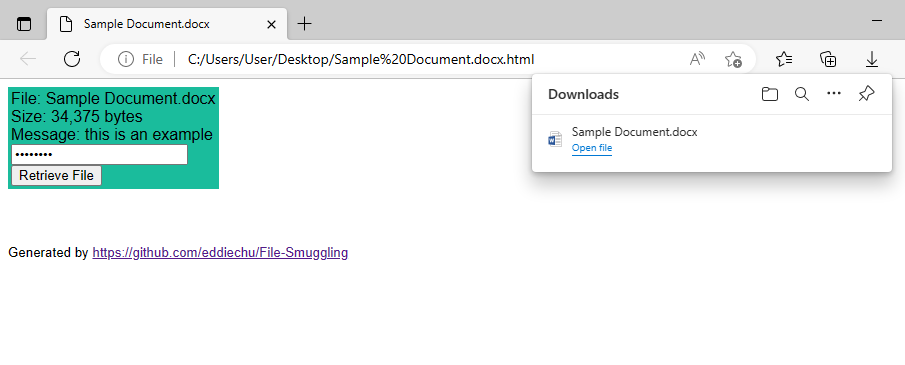 Sample Document.docx
File C:/Users/User/Desktop/Sample%20Document.docx.html
Downloads
Sample Document.docx
Open file
File: Sample Document.docx
Size: 34,375 bytes
Message: this is an example
••••••••
Retrieve File
Generated by https://github.com/eddiechu/File-Smuggling